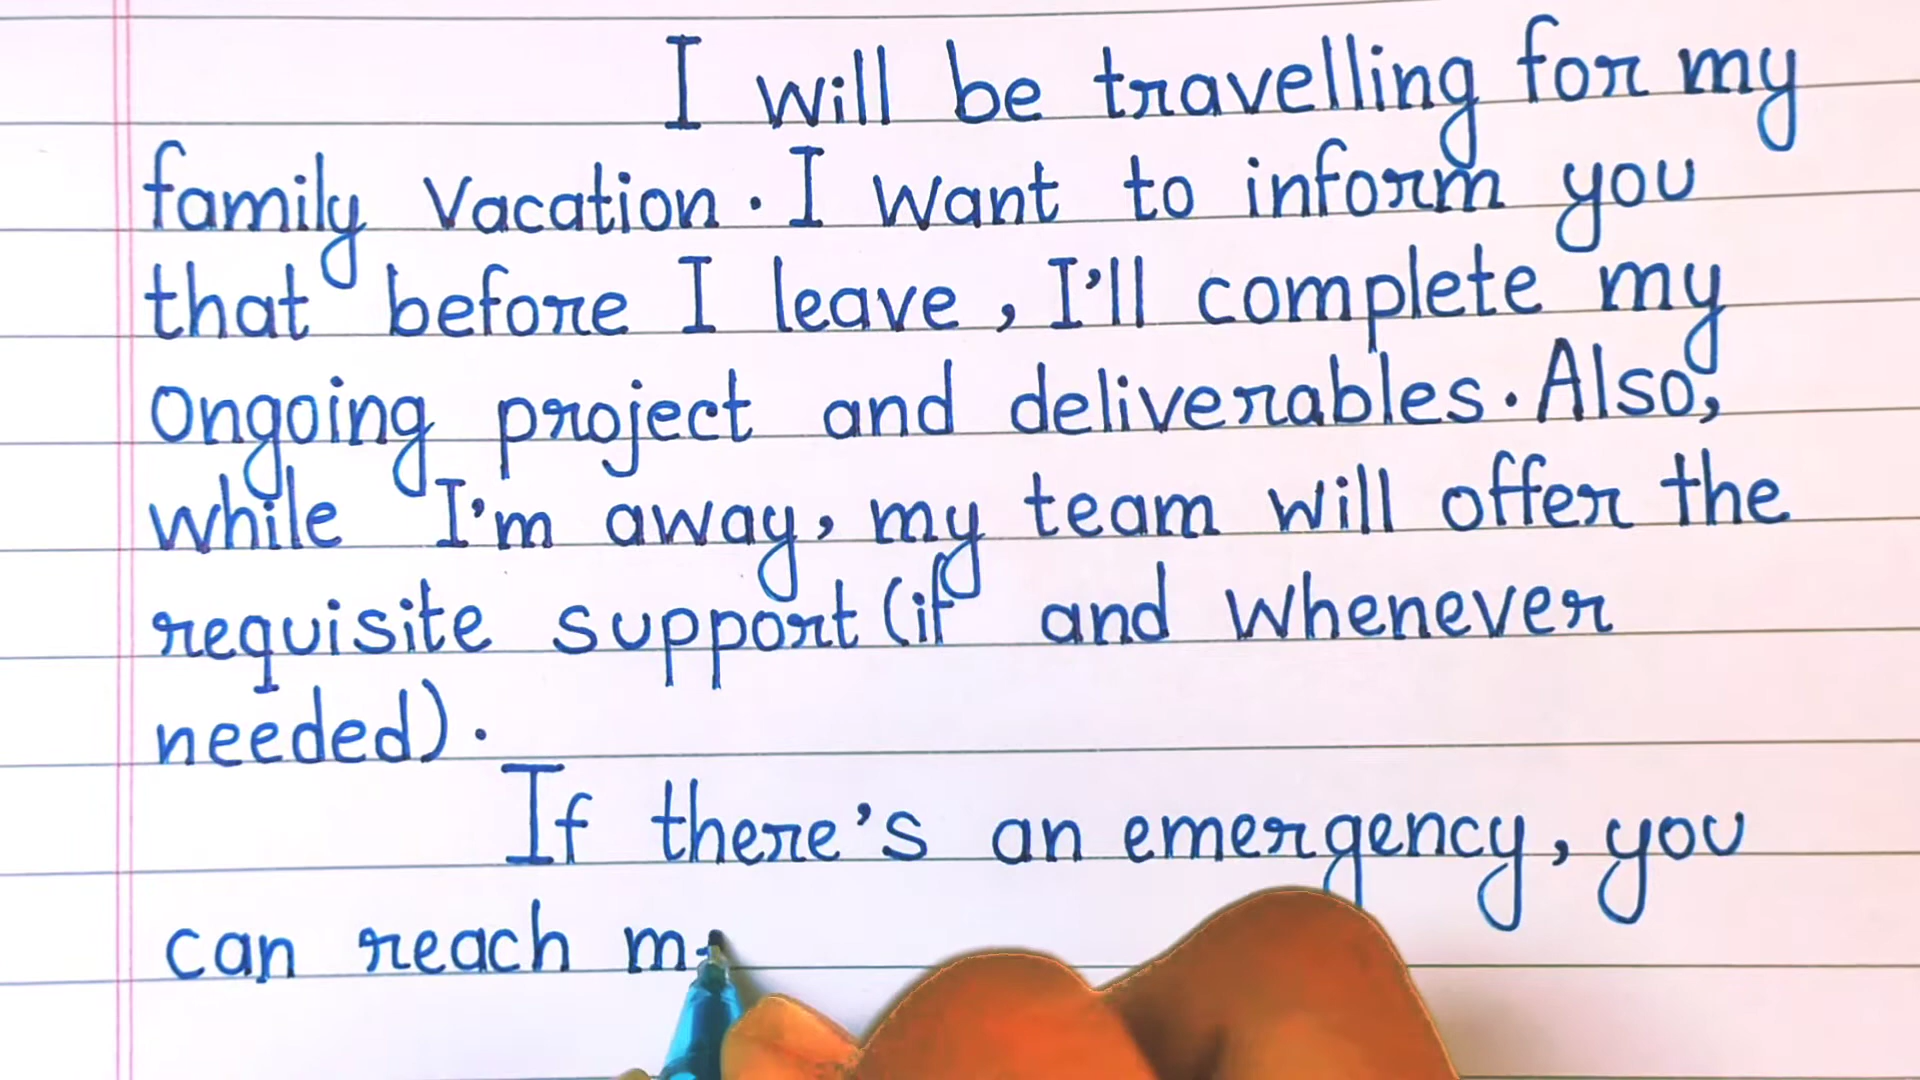 I will be travelling for my
family vacation. I want to inform you
that before I leave, I'll complete my
ongoing project and deliverables. Also,
while I'm away, my team will offer the
requisite support (if and whenever
needed).
If there's an emergency, you
can reach m